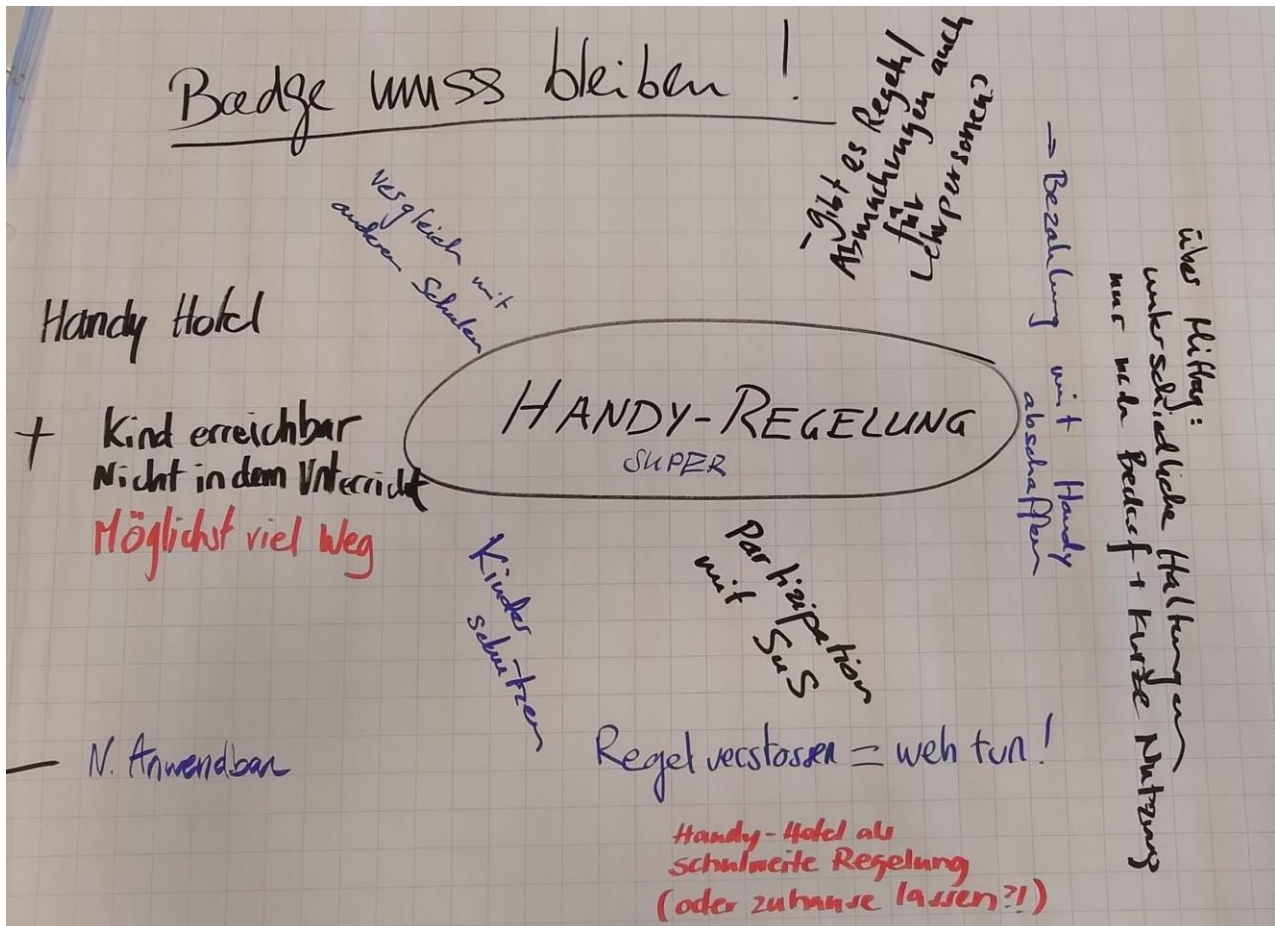 Badge muss bleiben !
- gibt es Regeln/
Abmachungen auch
für
Lehrpersonen?
vergleich mit
anderen Schulen
→ Bezahlung mit Handy
abschaffen
über Mittag:
unterschiedliche Haltungen
nur nach Bedarf + kurze Nutzung
Handy Hotel
HANDY-REGELUNG
SUPER
+ Kind erreichbar
Nicht in dem Unterricht
Möglichst viel Weg
Kinder
schützen
Partizipation
mit SuS
- N. Anwendbar
Regel verstossen = weh tun!
Handy-Hotel als
schulweite Regelung
(oder zuhause lassen?!)